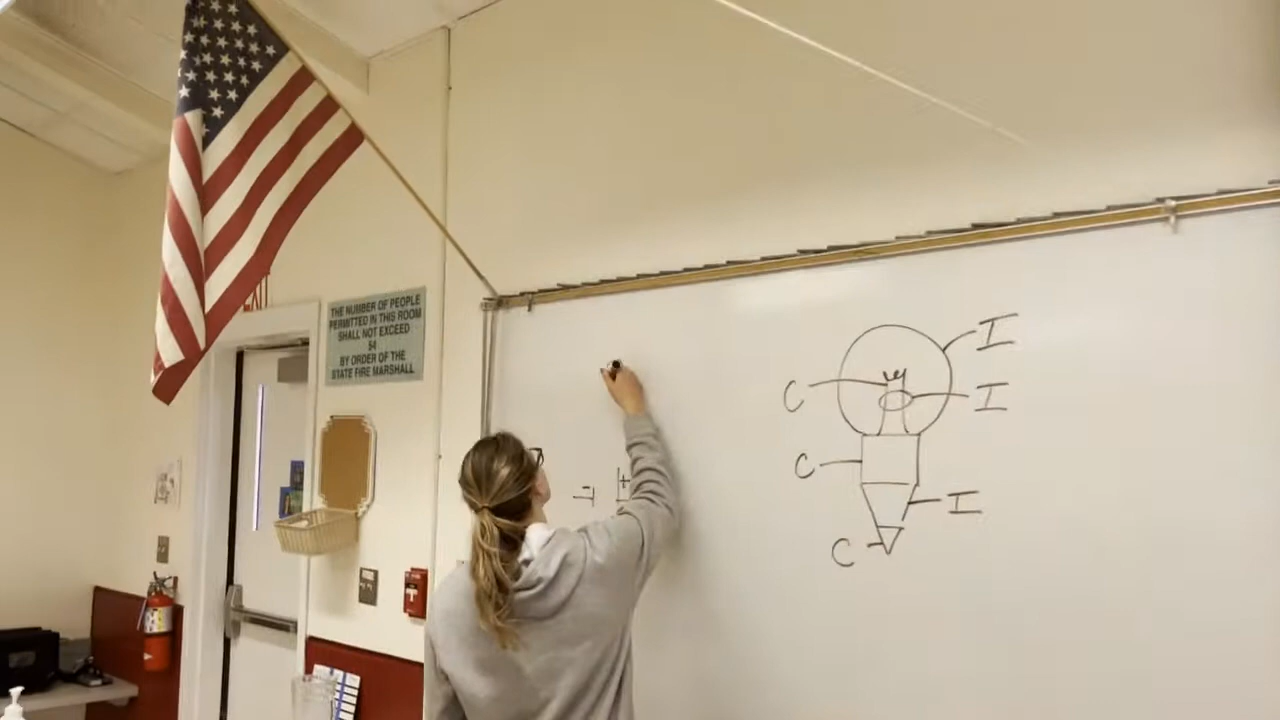 EXIT
THE NUMBER OF PEOPLE
PERMITTED IN THIS ROOM
SHALL NOT EXCEED
54
BY ORDER OF THE
STATE FIRE MARSHALL
I
C
I
C
I
C